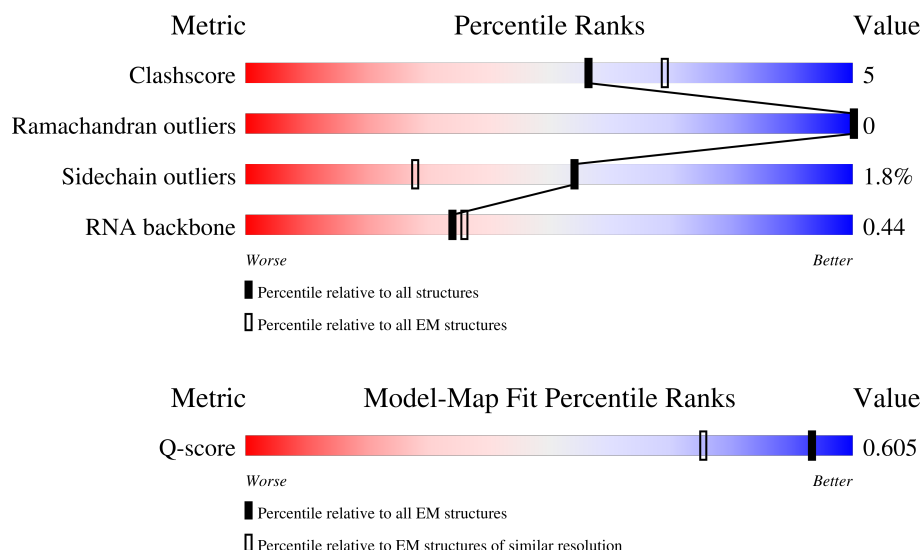 Metric Percentile Ranks Value
Clashscore 5
Ramachandran outliers 0
Sidechain outliers 1.8%
RNA backbone 0.44
Worse Better
Percentile relative to all structures
Percentile relative to all EM structures
Metric Model-Map Fit Percentile Ranks Value
Q-score 0.605
Worse Better
Percentile relative to all EM structures
Percentile relative to EM structures of similar resolution